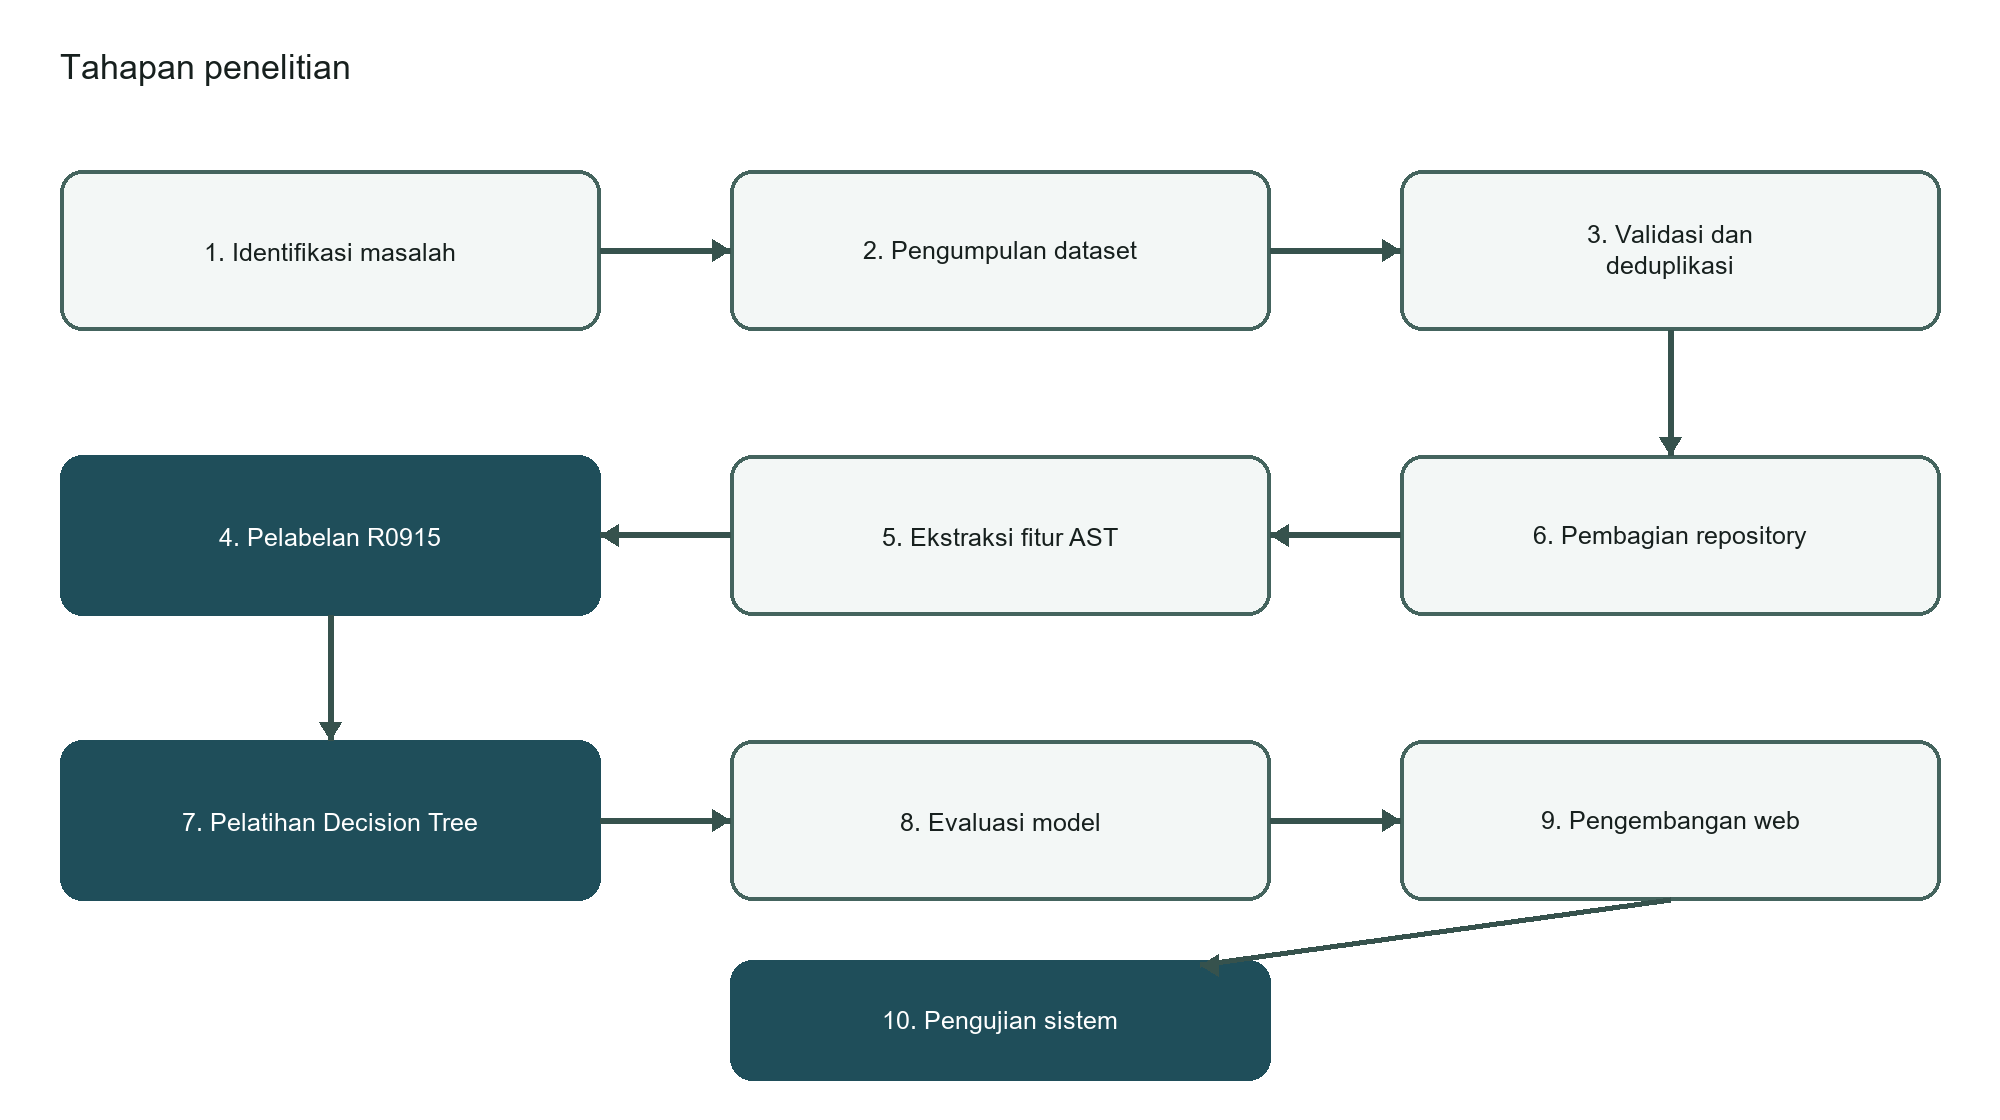 Tahapan penelitian
1. Identifikasi masalah
2. Pengumpulan dataset
3. Validasi dan
deduplikasi
4. Pelabelan R0915
5. Ekstraksi fitur AST
6. Pembagian repository
7. Pelatihan Decision Tree
8. Evaluasi model
9. Pengembangan web
10. Pengujian sistem